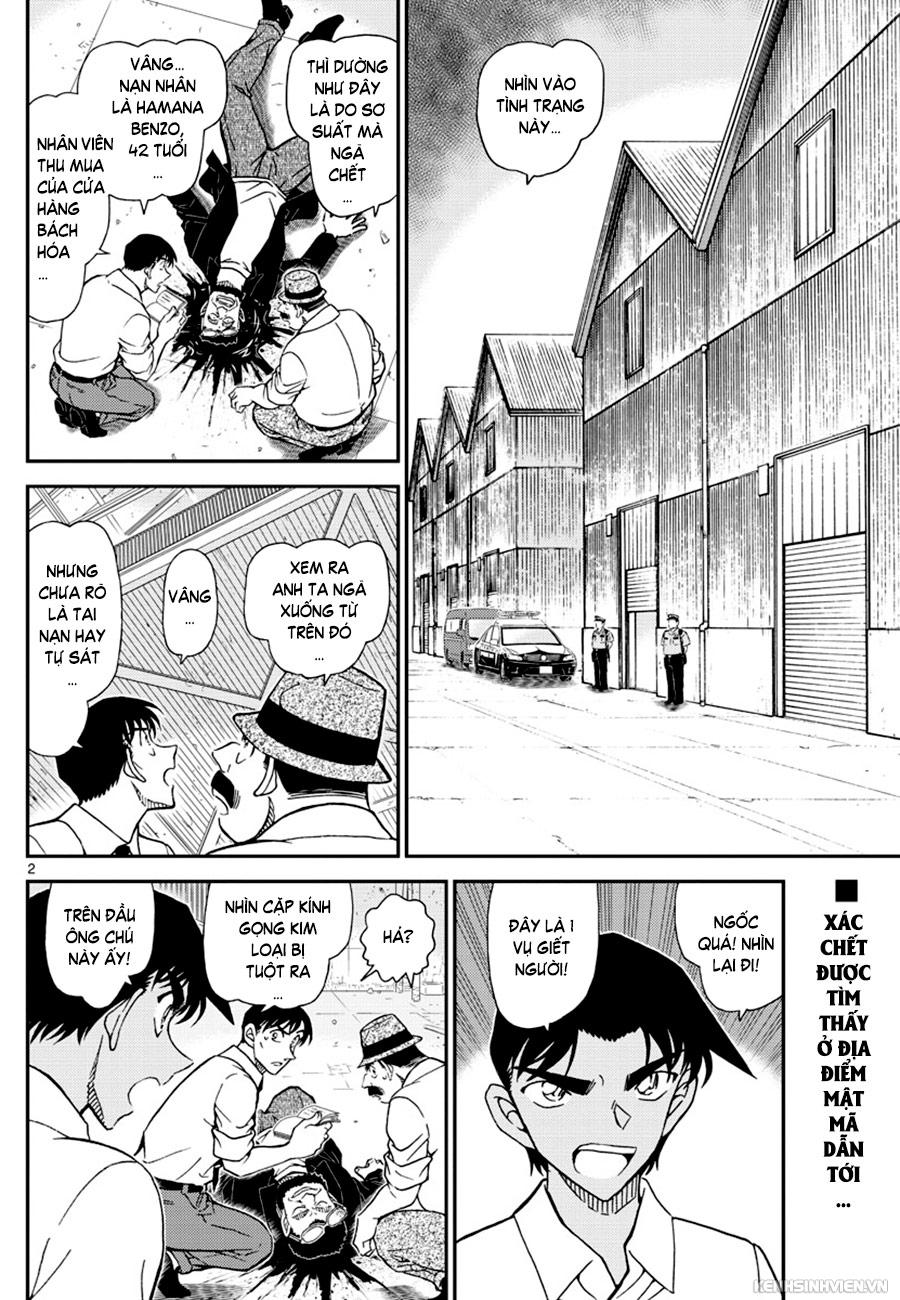 NHÌN VÀO
TÌNH TRẠNG
NÀY...
THÌ DƯỜNG
NHƯ ĐÂY
LÀ DO SƠ
SUẤT MÀ
NGÃ
CHẾT
...
VÂNG...
NẠN NHÂN
LÀ HAMANA
BENZO,
42 TUỔI
...
NHÂN VIÊN
THU MUA
CỦA CỬA
HÀNG
BÁCH
HÓA
...
XEM RA
ANH TA NGÃ
XUỐNG TỪ
TRÊN ĐÓ
...
VÂNG
...
NHƯNG
CHƯA RÕ
LÀ TAI
NẠN HAY
TỰ SÁT
...
2
XÁC
CHẾT
ĐƯỢC
TÌM
THẤY
Ở ĐỊA
ĐIỂM
MẬT
MÃ
DẪN
TỚI
...
NGỐC
QUÁ! NHÌN
LẠI ĐI!
ĐÂY LÀ 1
VỤ GIẾT
NGƯỜI!
HẢ?
NHÌN CẶP KÍNH
GỌNG KIM
LOẠI BỊ
TUỘT RA
...
TRÊN ĐẦU
ÔNG CHÚ
NÀY ẤY!
KENHSINHVIEN.VN